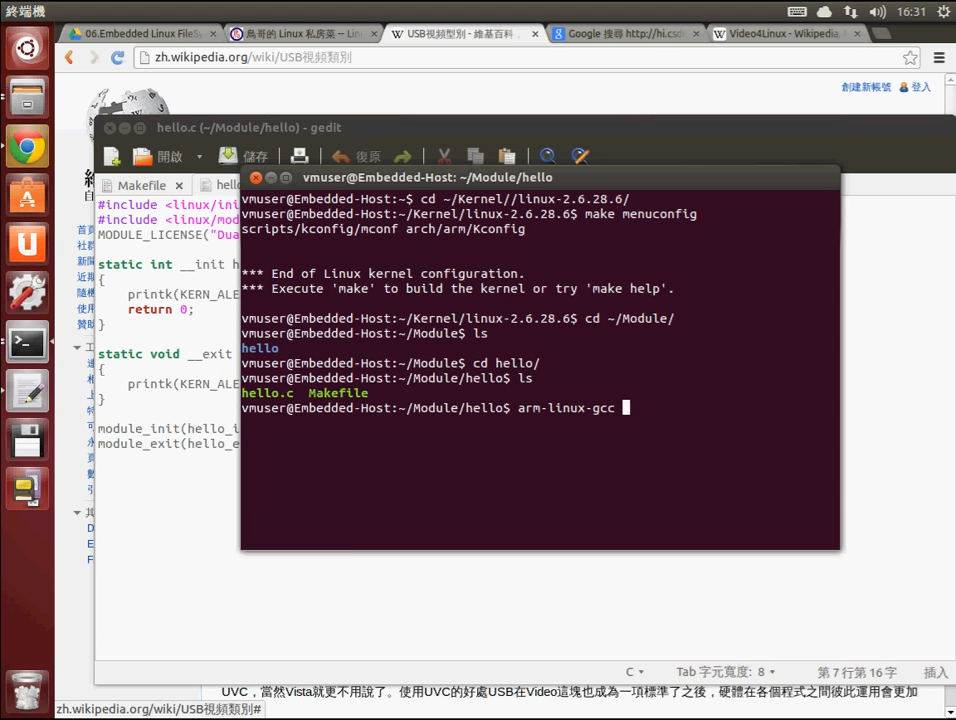 終端機
16:31
06.Embedded Linux FileSy
鳥哥的 Linux 私房菜 -- Lin
USB視頻類別 - 維基百科，
Google 搜尋 http://hi.csd
Video4Linux - Wikipedia,
zh.wikipedia.org/wiki/USB視頻類別
創建新帳號 登入
hello.c (~/Module/hello) - gedit
開啟 儲存 復原
Makefile
hell
#include <linux/ini
#include <linux/mod
MODULE_LICENSE("Dua
static int __init h
{
printk(KERN_ALE
return 0;
}
static void __exit
{
printk(KERN_ALE
}
module_init(hello_i
module_exit(hello_e
vmuser@Embedded-Host: ~/Module/hello
vmuser@Embedded-Host:~$ cd ~/Kernel//linux-2.6.28.6/
vmuser@Embedded-Host:~/Kernel/linux-2.6.28.6$ make menuconfig
scripts/kconfig/mconf arch/arm/Kconfig
*** End of Linux kernel configuration.
*** Execute 'make' to build the kernel or try 'make help'.
vmuser@Embedded-Host:~/Kernel/linux-2.6.28.6$ cd ~/Module/
vmuser@Embedded-Host:~/Module$ ls
hello
vmuser@Embedded-Host:~/Module$ cd hello/
vmuser@Embedded-Host:~/Module/hello$ ls
hello.c Makefile
vmuser@Embedded-Host:~/Module/hello$ arm-linux-gcc
C
Tab 字元寬度: 8
第 7 行第 16 字
插入
UVC，當然Vista就更不用說了。使用UVC的好處USB在Video這塊也成為一項標準了之後，硬體在各個程式之間彼此運用會更加
zh.wikipedia.org/wiki/USB視頻類別#